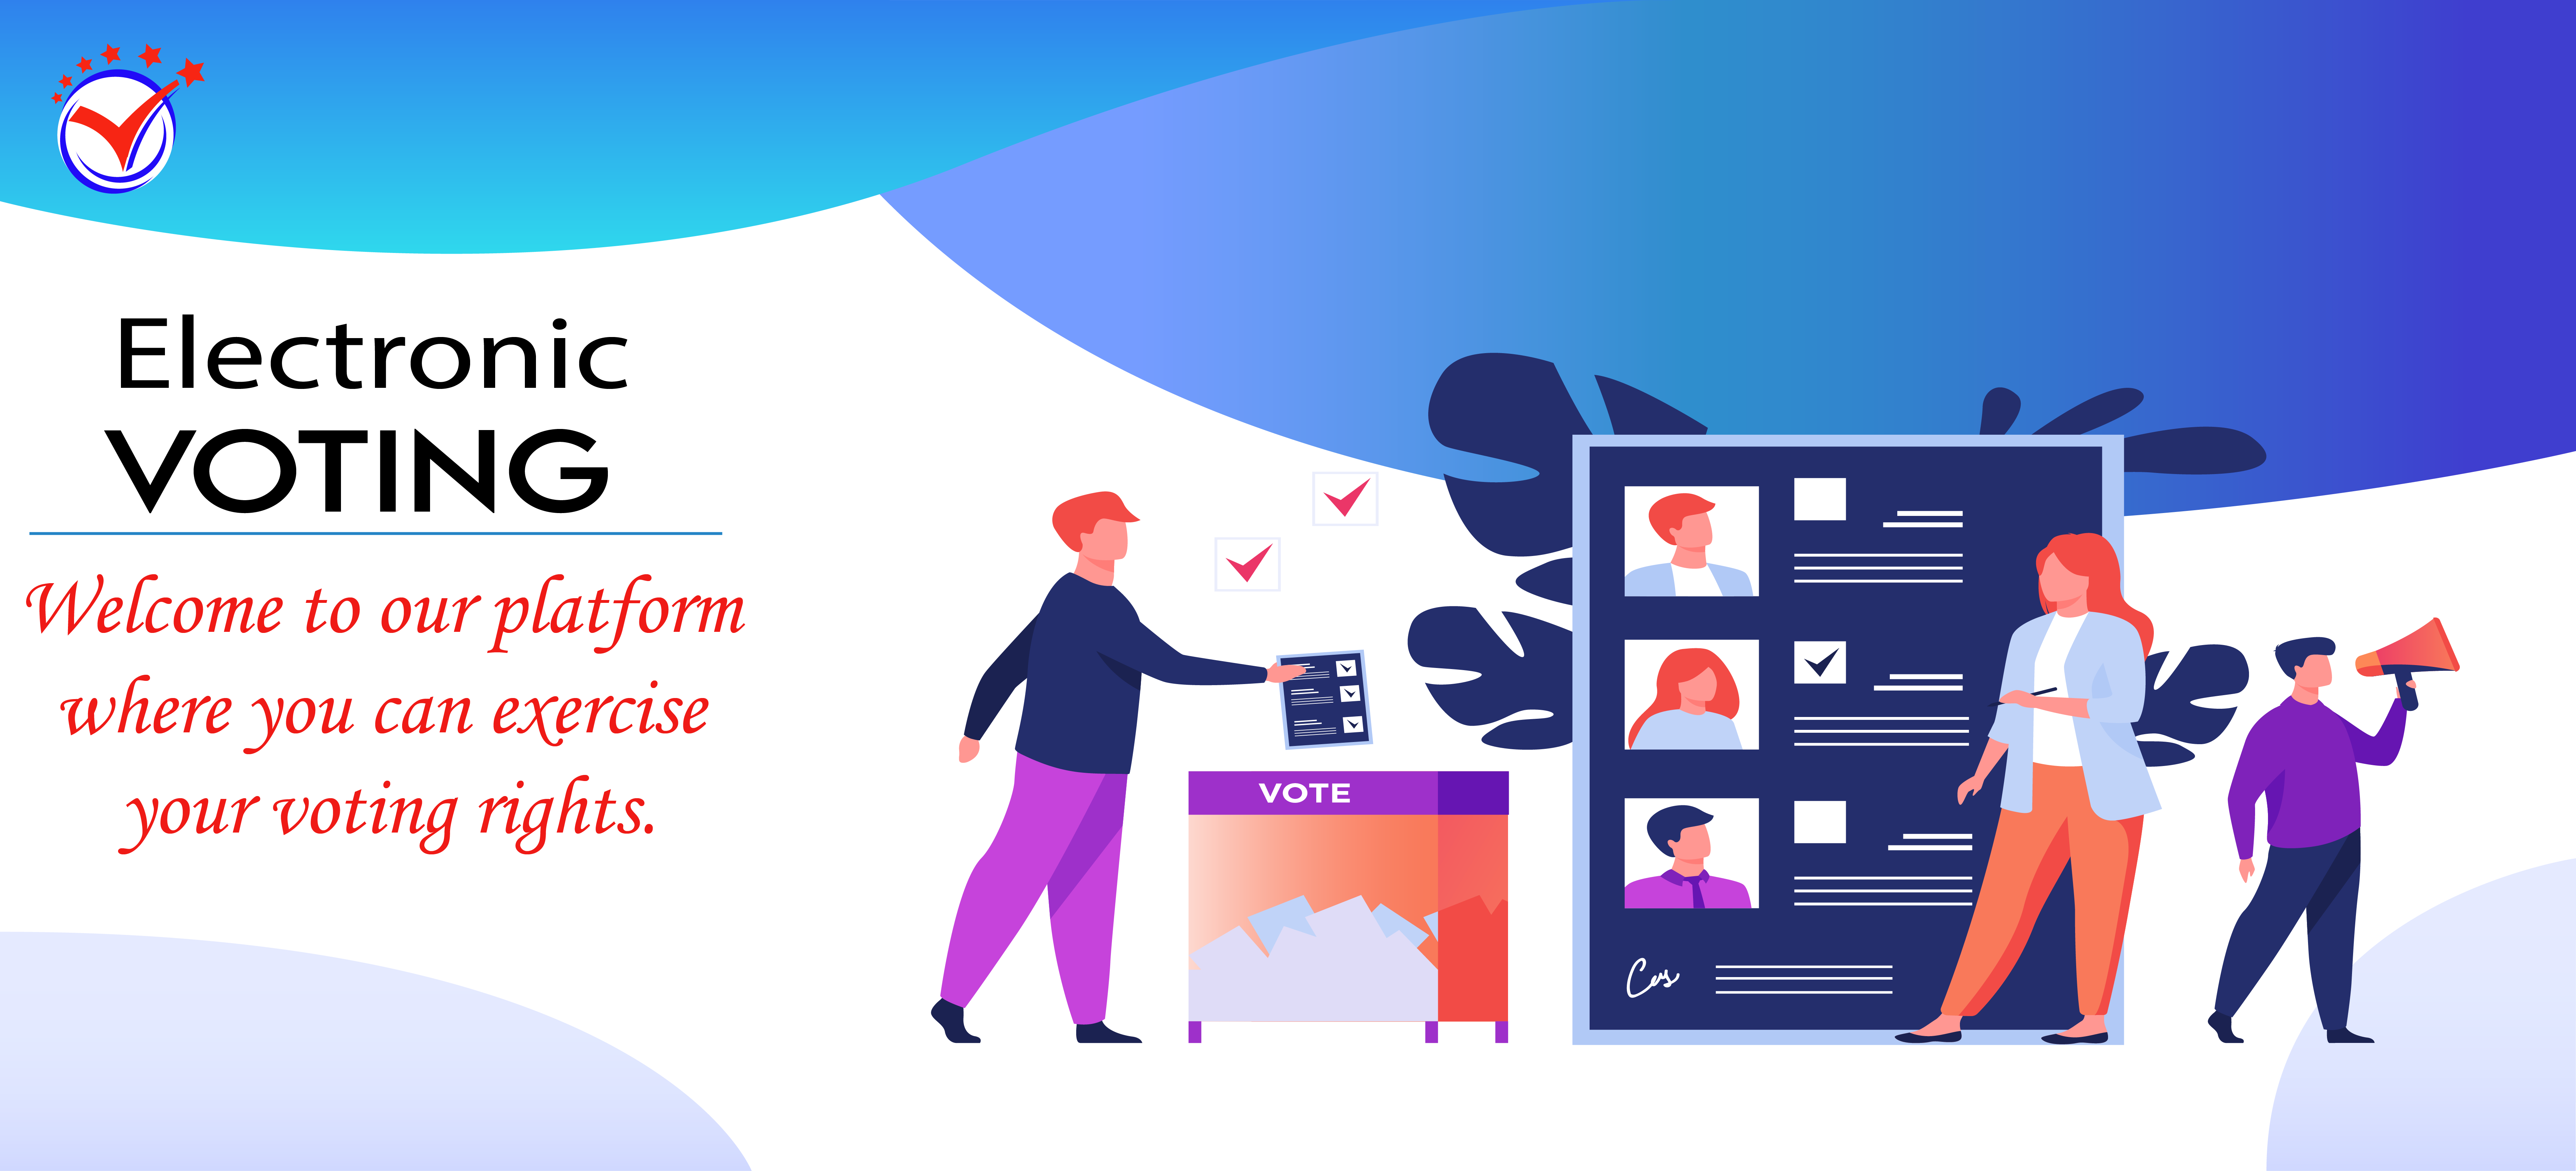 Electronic
VOTING
Welcome to our platform
where you can exercise
your voting rights.
VOTE